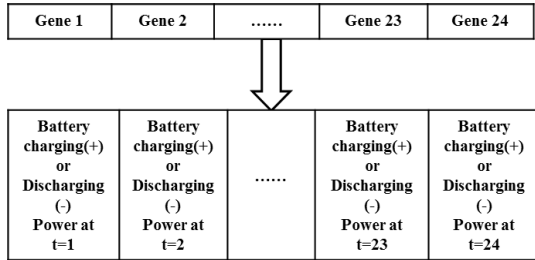 Gene 1 Gene 2 ...... Gene 23 Gene 24
Battery charging(+) or Discharging (-) Power at t=1
Battery charging(+) or Discharging (-) Power at t=2
......
Battery charging(+) or Discharging (-) Power at t=23
Battery charging(+) or Discharging (-) Power at t=24